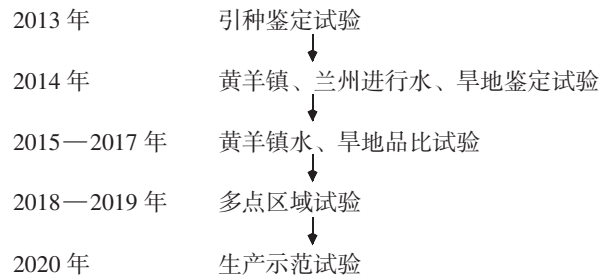 2013 年 引种鉴定试验
2014 年 黄羊镇、兰州进行水、旱地鉴定试验
2015—2017 年 黄羊镇水、旱地品比试验
2018—2019 年 多点区域试验
2020 年 生产示范试验